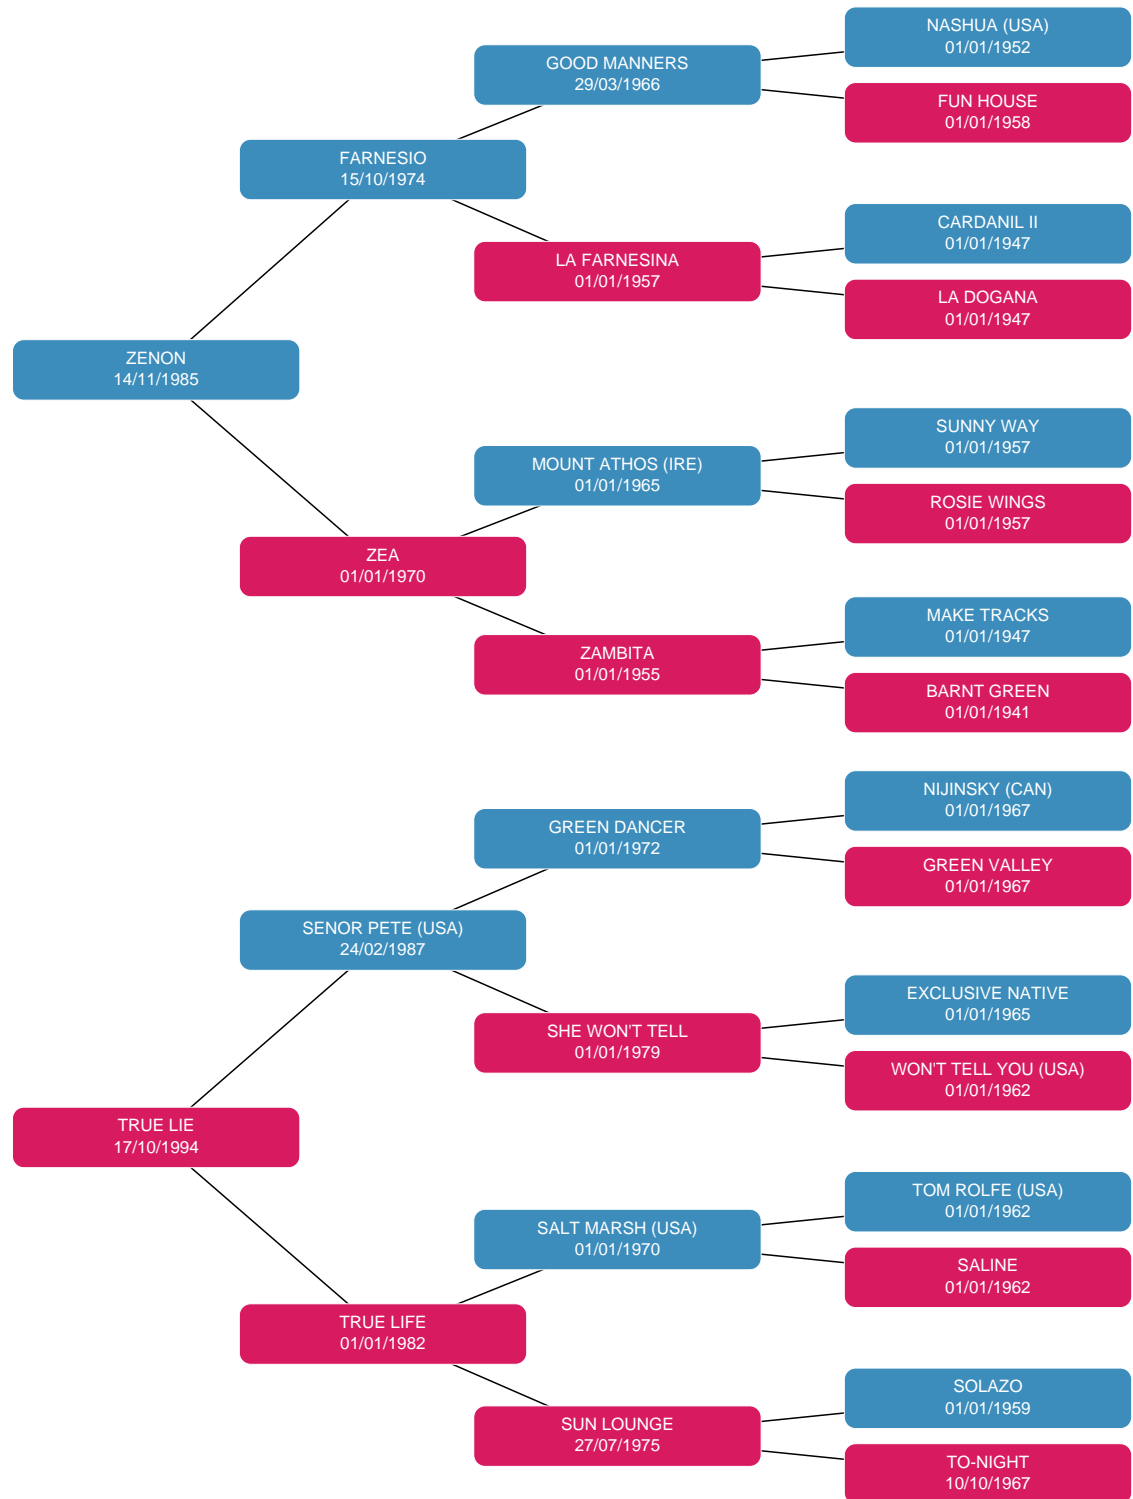 NASHUA (USA)
01/01/1952
GOOD MANNERS
29/03/1966
FUN HOUSE
01/01/1958
FARNESIO
15/10/1974
CARDANIL II
01/01/1947
LA FARNESINA
01/01/1957
LA DOGANA
01/01/1947
ZENON
14/11/1985
SUNNY WAY
01/01/1957
MOUNT ATHOS (IRE)
01/01/1965
ROSIE WINGS
01/01/1957
ZEA
01/01/1970
MAKE TRACKS
01/01/1947
ZAMBITA
01/01/1955
BARNT GREEN
01/01/1941
NIJINSKY (CAN)
01/01/1967
GREEN DANCER
01/01/1972
GREEN VALLEY
01/01/1967
SENOR PETE (USA)
24/02/1987
EXCLUSIVE NATIVE
01/01/1965
SHE WON'T TELL
01/01/1979
WON'T TELL YOU (USA)
01/01/1962
TRUE LIE
17/10/1994
TOM ROLFE (USA)
01/01/1962
SALT MARSH (USA)
01/01/1970
SALINE
01/01/1962
TRUE LIFE
01/01/1982
SOLAZO
01/01/1959
SUN LOUNGE
27/07/1975
TO-NIGHT
10/10/1967